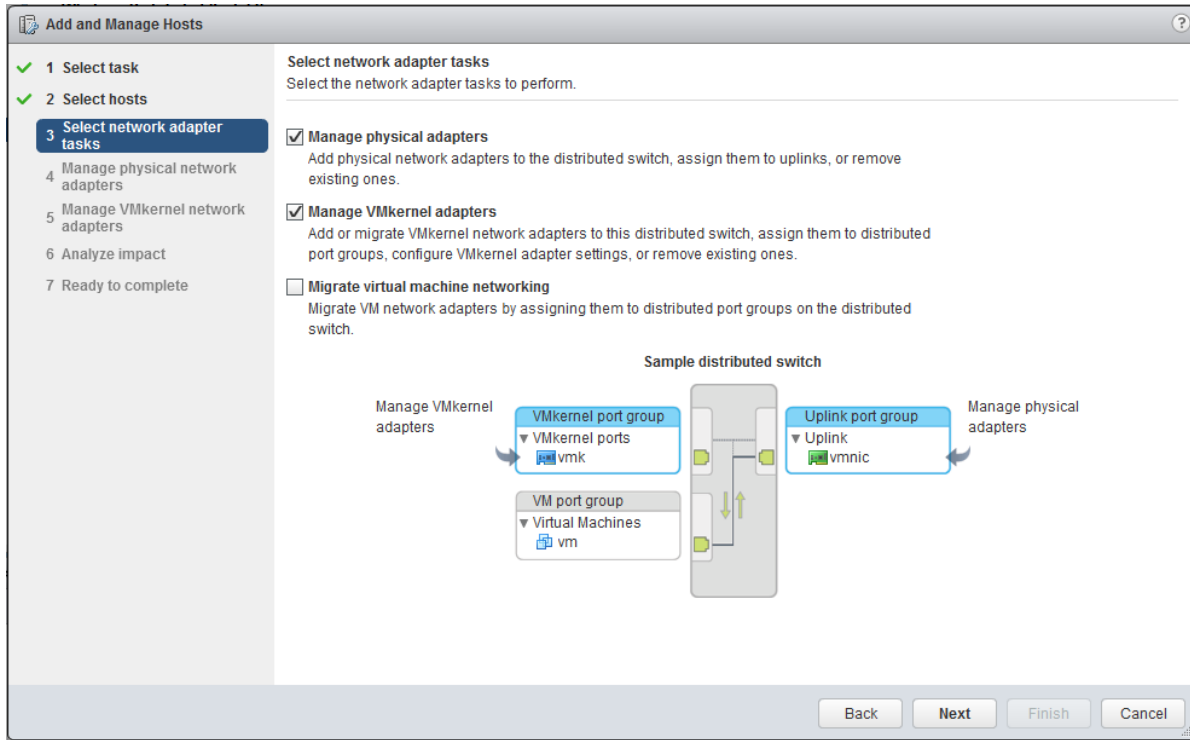 Add and Manage Hosts
?
1 Select task
2 Select hosts
3 Select network adapter
tasks
4 Manage physical network
adapters
5 Manage VMkernel network
adapters
6 Analyze impact
7 Ready to complete
Select network adapter tasks
Select the network adapter tasks to perform.
Manage physical adapters
Add physical network adapters to the distributed switch, assign them to uplinks, or remove
existing ones.
Manage VMkernel adapters
Add or migrate VMkernel network adapters to this distributed switch, assign them to distributed
port groups, configure VMkernel adapter settings, or remove existing ones.
Migrate virtual machine networking
Migrate VM network adapters by assigning them to distributed port groups on the distributed
switch.
Sample distributed switch
Manage VMkernel
adapters
VMkernel port group
VMkernel ports
vmk
VM port group
Virtual Machines
vm
Uplink port group
Uplink
vmnic
Manage physical
adapters
Back
Next
Finish
Cancel